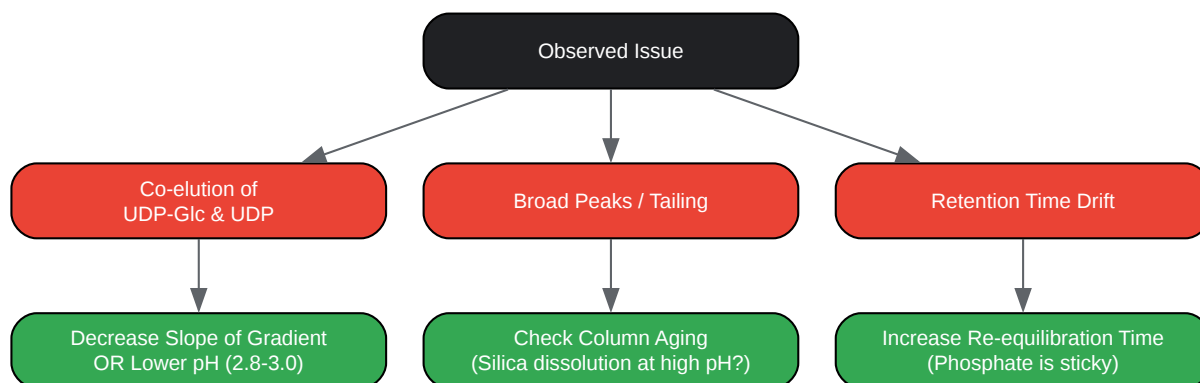 Observed Issue
Co-elution of
UDP-Glc & UDP
Broad Peaks / Tailing
Retention Time Drift
Decrease Slope of Gradient
OR Lower pH (2.8-3.0)
Check Column Aging
(Silica dissolution at high pH?)
Increase Re-equilibration Time
(Phosphate is sticky)